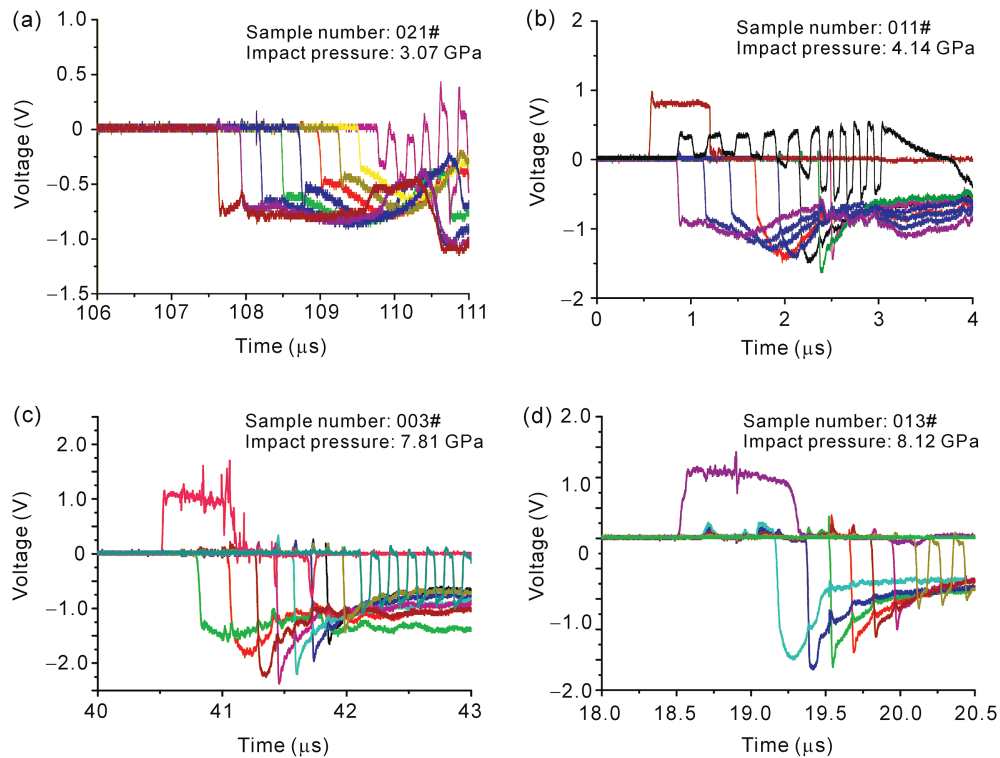 (a)
Sample number: 021#
Impact pressure: 3.07 GPa
1.0
0.5
0
−0.5
−1.0
−1.5
Voltage (V)
106 107 108 109 110 111
Time (μs)
(b)
Sample number: 011#
Impact pressure: 4.14 GPa
2
1
0
−1
−2
Voltage (V)
0 1 2 3 4
Time (μs)
(c)
Sample number: 003#
Impact pressure: 7.81 GPa
2.0
1.0
0
−1.0
−2.0
Voltage (V)
40 41 42 43
Time (μs)
(d)
Sample number: 013#
Impact pressure: 8.12 GPa
2.0
1.0
0
−1.0
−2.0
Voltage (V)
18.0 18.5 19.0 19.5 20.0 20.5
Time (μs)